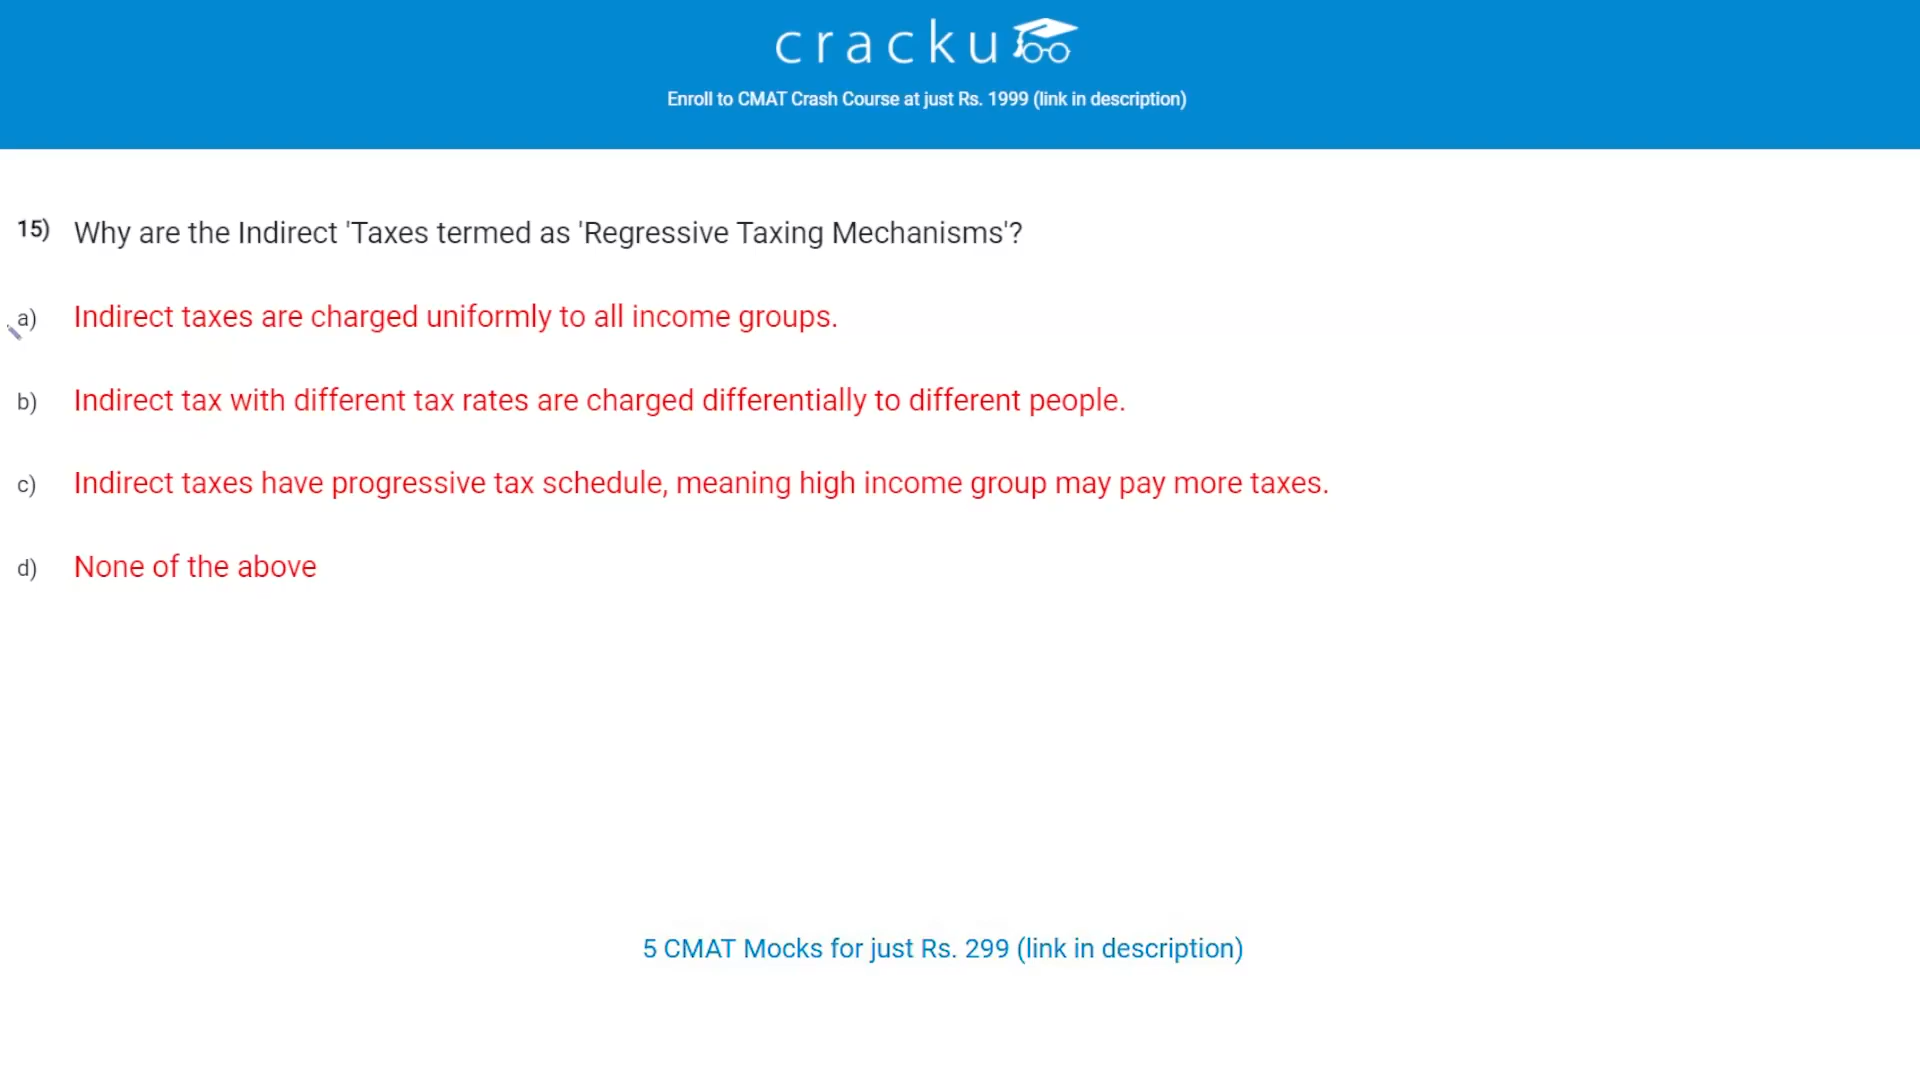 cracku
Enroll to CMAT Crash Course at just Rs. 1999 (link in description)
15) Why are the Indirect 'Taxes termed as 'Regressive Taxing Mechanisms'?
a) Indirect taxes are charged uniformly to all income groups.
b) Indirect tax with different tax rates are charged differentially to different people.
c) Indirect taxes have progressive tax schedule, meaning high income group may pay more taxes.
d) None of the above
5 CMAT Mocks for just Rs. 299 (link in description)